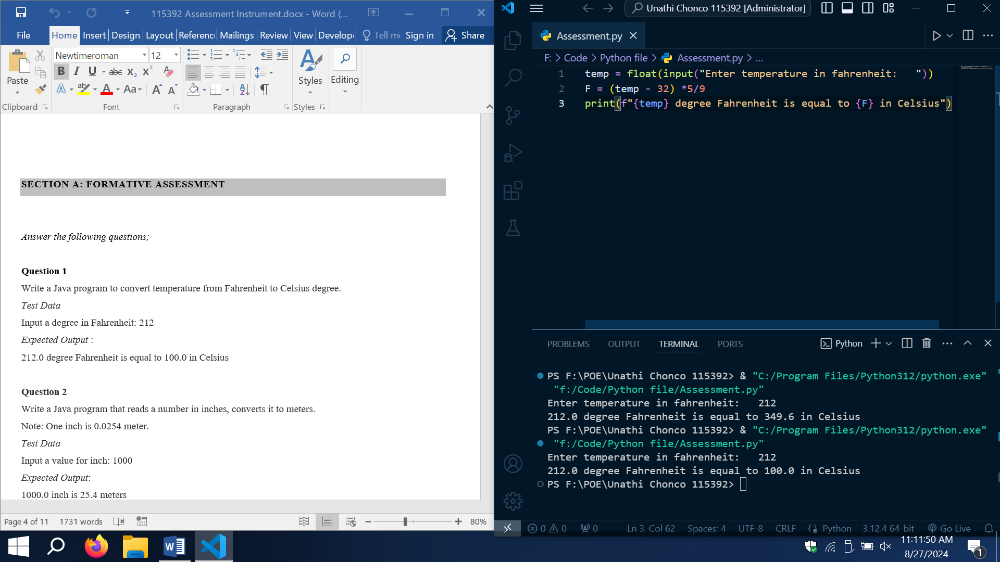 115392 Assessment Instrument.docx - Word (...
File
Home
Insert
Design
Layout
Referenc
Mailings
Review
View
Develop
Tell me
Sign in
Share
Paste
Clipboard
Newtimeroman
12
B I U abc X2 X2
A ab A Aa A A
Font
Paragraph
Styles
Styles
Editing
SECTION A: FORMATIVE ASSESSMENT
Answer the following questions;
Question 1
Write a Java program to convert temperature from Fahrenheit to Celsius degree.
Test Data
Input a degree in Fahrenheit: 212
Expected Output :
212.0 degree Fahrenheit is equal to 100.0 in Celsius
Question 2
Write a Java program that reads a number in inches, converts it to meters.
Note: One inch is 0.0254 meter.
Test Data
Input a value for inch: 1000
Expected Output:
1000.0 inch is 25.4 meters
Page 4 of 11
1731 words
80%
Unathi Chonco 115392 [Administrator]
Assessment.py
F: > Code > Python file > Assessment.py > ...
1 temp = float(input("Enter temperature in fahrenheit:   "))
2 F = (temp - 32) *5/9
3 print(f"{temp} degree Fahrenheit is equal to {F} in Celsius")
PROBLEMS
OUTPUT
TERMINAL
PORTS
Python
PS F:\POE\Unathi Chonco 115392> & "C:/Program Files/Python312/python.exe"
"f:/Code/Python file/Assessment.py"
Enter temperature in fahrenheit:   212
212.0 degree Fahrenheit is equal to 349.6 in Celsius
PS F:\POE\Unathi Chonco 115392> & "C:/Program Files/Python312/python.exe"
"f:/Code/Python file/Assessment.py"
Enter temperature in fahrenheit:   212
212.0 degree Fahrenheit is equal to 100.0 in Celsius
PS F:\POE\Unathi Chonco 115392>
0 0
0
Ln 3, Col 62
Spaces: 4
UTF-8
CRLF
Python
3.12.4 64-bit
Go Live
11:11:50 AM
8/27/2024
1